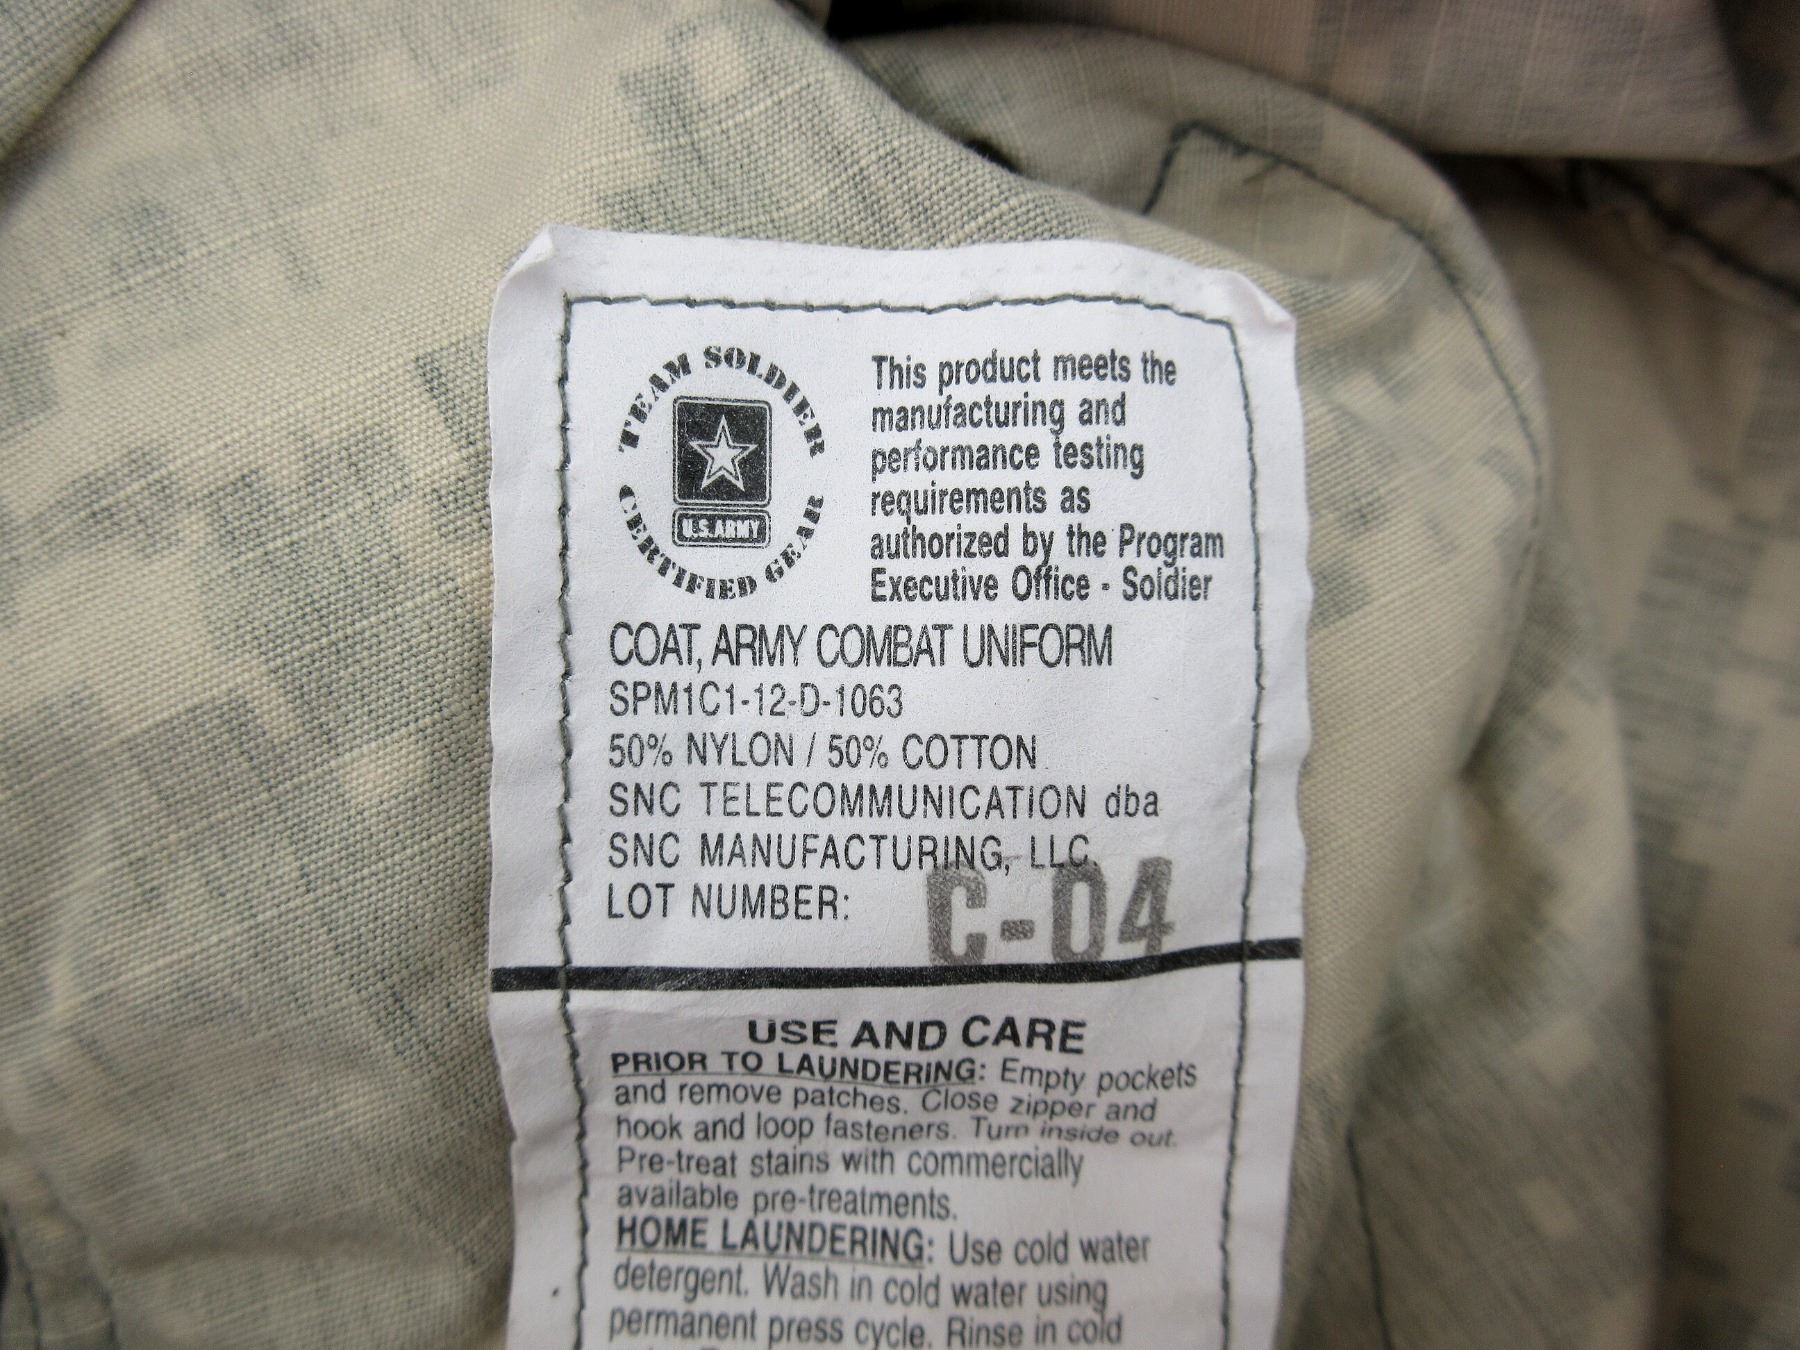 TEAM SOLDIER
U.S. ARMY
CERTIFIED GEAR
This product meets the
manufacturing and
performance testing
requirements as
authorized by the Program
Executive Office - Soldier
COAT, ARMY COMBAT UNIFORM
SPM1C1-12-D-1063
50% NYLON / 50% COTTON
SNC TELECOMMUNICATION dba
SNC MANUFACTURING, LLC.
LOT NUMBER: C-04
USE AND CARE
PRIOR TO LAUNDERING: Empty pockets
and remove patches. Close zipper and
hook and loop fasteners. Turn inside out.
Pre-treat stains with commercially
available pre-treatments.
HOME LAUNDERING: Use cold water
detergent. Wash in cold water using
permanent press cycle. Rinse in cold